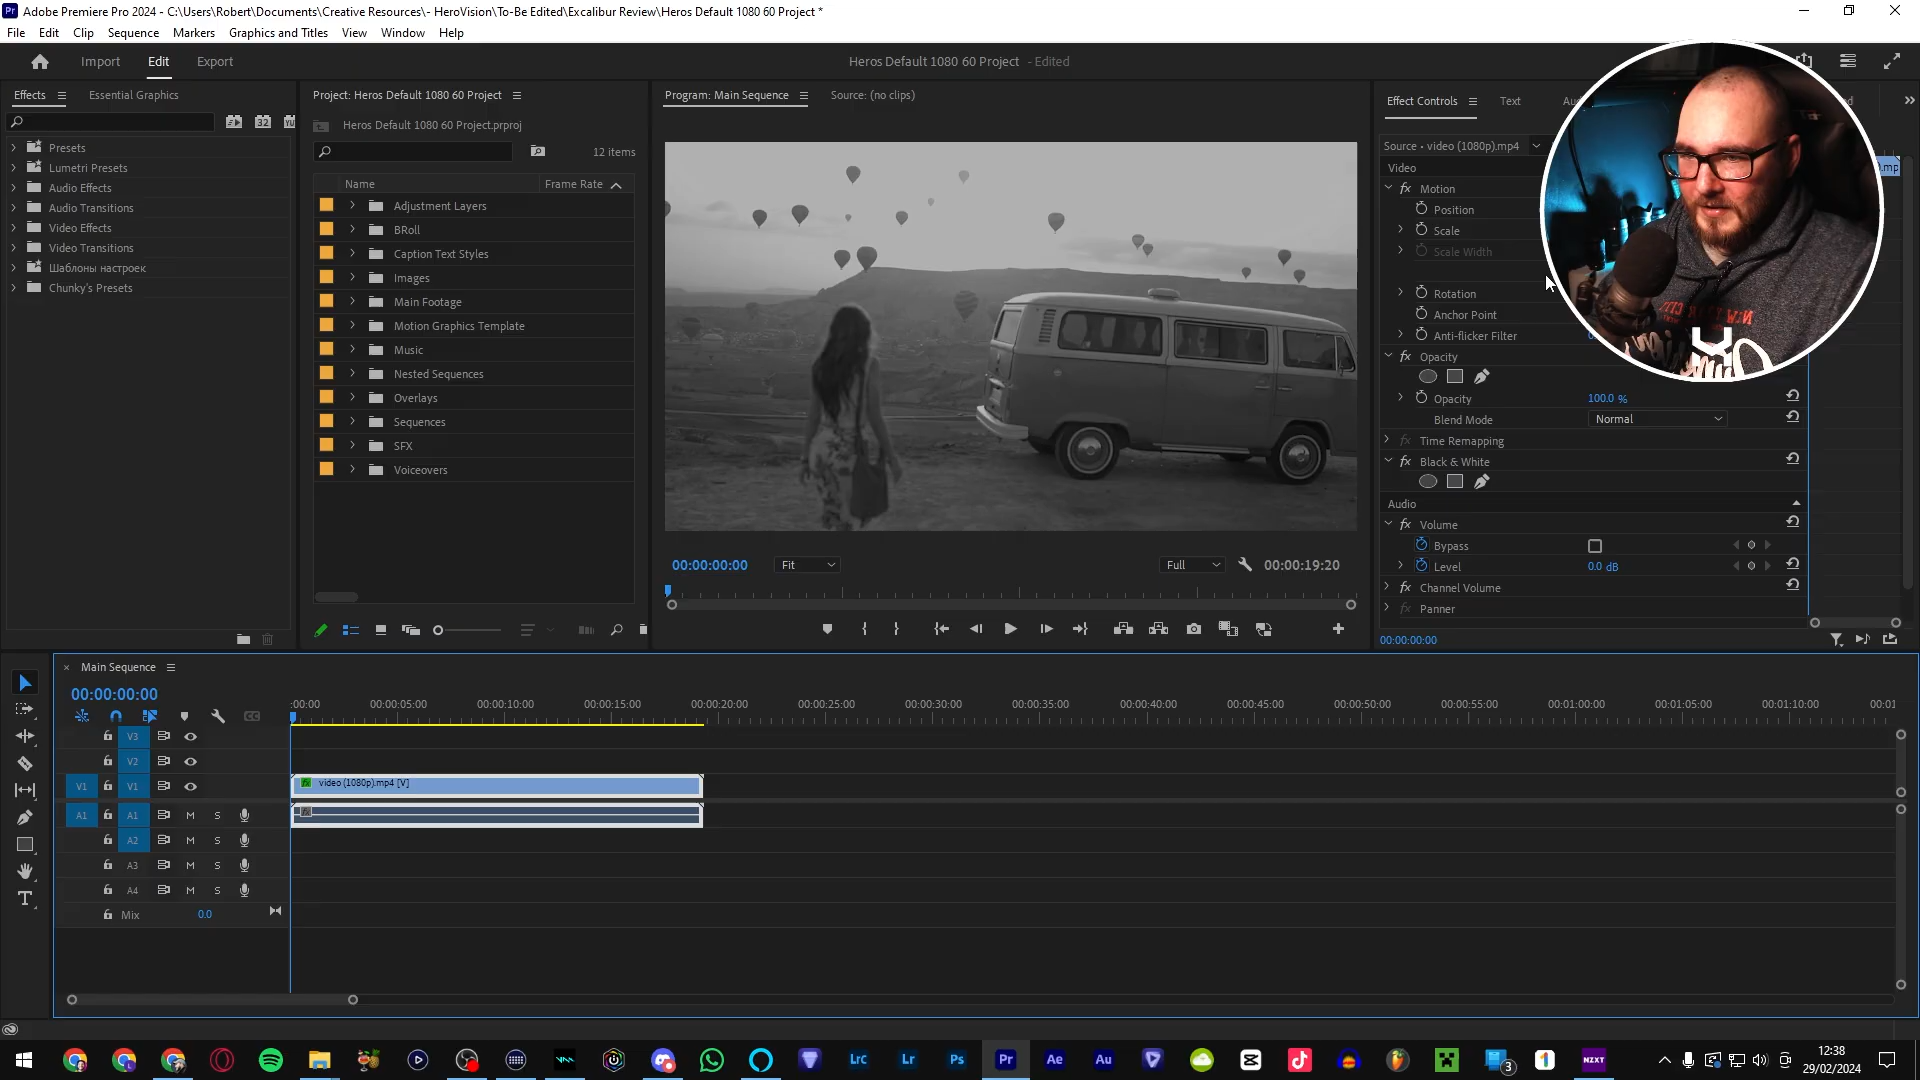 Adobe Premiere Pro 2024 - C:\Users\Robert\Documents\Creative Resources\- HeroVision\To-Be Edited\Excalibur Review\Heros Default 1080 60 Project *
File Edit Clip Sequence Markers Graphics and Titles View Window Help
Import Edit Export
Heros Default 1080 60 Project - Edited
Effects Essential Graphics
Presets
Lumetri Presets
Audio Effects
Audio Transitions
Video Effects
Video Transitions
Шаблоны настроек
Chunky's Presets
Project: Heros Default 1080 60 Project
Heros Default 1080 60 Project.prproj
12 items
Name Frame Rate
Adjustment Layers
BRoll
Caption Text Styles
Images
Main Footage
Motion Graphics Template
Music
Nested Sequences
Overlays
Sequences
SFX
Voiceovers
Program: Main Sequence Source: (no clips)
00:00:00:00 Fit Full 00:00:19:20
Effect Controls Text
Source • video (1080p).mp4
Video
Motion
Position
Scale
Scale Width
Rotation
Anchor Point
Anti-flicker Filter
Opacity
Opacity 100.0 %
Blend Mode Normal
Time Remapping
Black & White
Audio
Volume
Bypass
Level 0.0 dB
Channel Volume
Panner
00:00:00:00
Main Sequence
00:00:00:00
:00:00 00:00:05:00 00:00:10:00 00:00:15:00 00:00:20:00 00:00:25:00 00:00:30:00 00:00:35:00 00:00:40:00 00:00:45:00 00:00:50:00 00:00:55:00 00:01:00:00 00:01:05:00 00:01:10:00 00:01
V3
V2
V1 V1 video (1080p).mp4 [V]
A1 A1 M S
A2 M S
A3 M S
A4 M S
Mix 0.0
Lrc Lr Ps Pr Ae Au 3 1 NZXT
12:38
29/02/2024